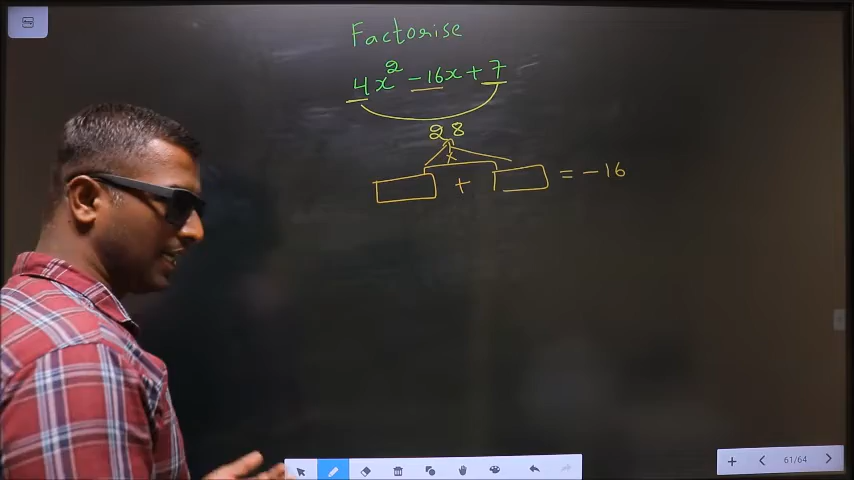 Factorise
4x² -16x + 7
28
x
+ = -16
61/64